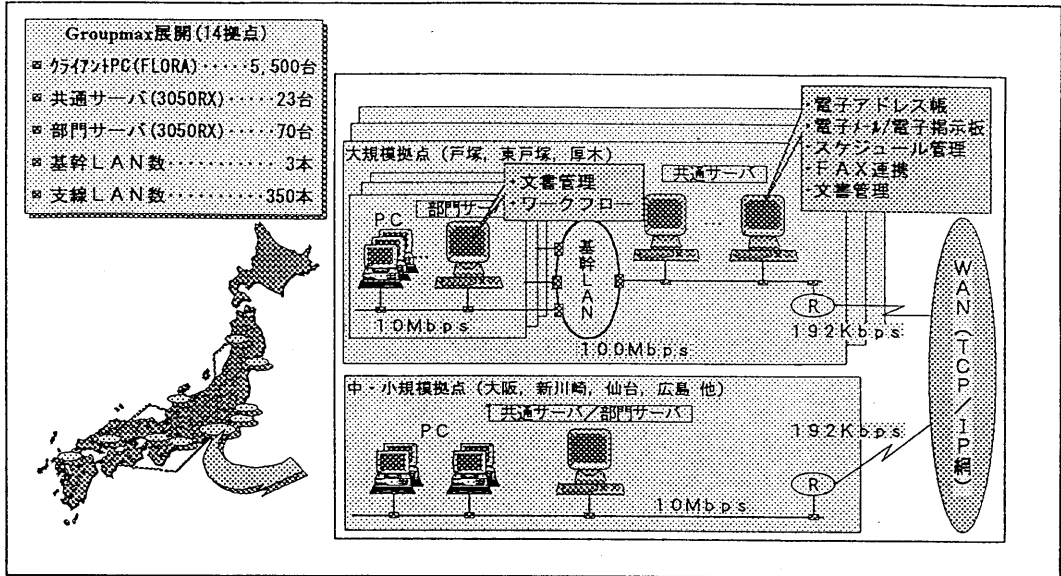 Groupmax展開(14拠点)
クライアントPC(FLORA)‥‥‥5,500台
共通サーバ(3050RX)‥‥‥23台
部門サーバ(3050RX)‥‥‥70台
基幹LAN数‥‥‥‥‥‥3本
支線LAN数‥‥‥‥‥‥350本
・電子アドレス帳
・電子メール/電子掲示板
・スケジュール管理
・FAX連携
・文書管理
大規模拠点(戸塚,東戸塚,厚木)
共通サーバ
・文書管理
・ワークフロー
部門サーバ
PC
基幹LAN
R
10Mbps
100Mbps
192Kbps
WAN(TCP/IP網)
中・小規模拠点(大阪,新川崎,仙台,広島 他)
共通サーバ/部門サーバ
PC
192Kbps
R
10Mbps